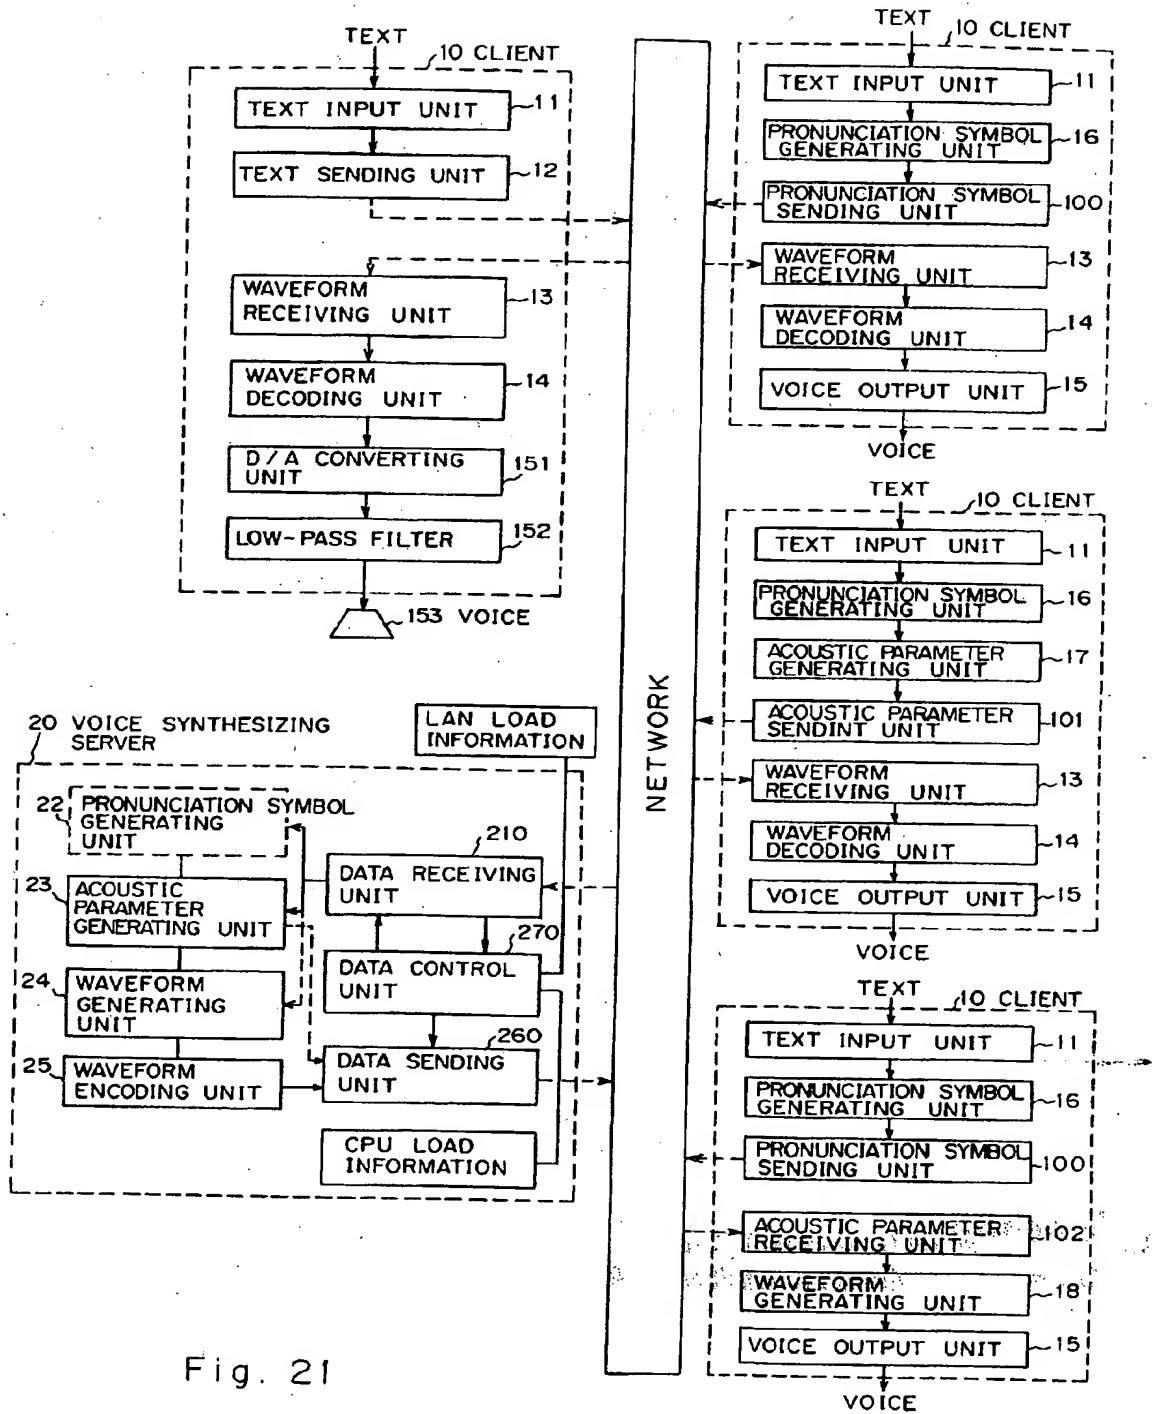 TEXT
10 CLIENT
TEXT INPUT UNIT
11
TEXT SENDING UNIT
12
WAVEFORM
RECEIVING UNIT
13
WAVEFORM
DECODING UNIT
14
D/A CONVERTING
UNIT
151
LOW-PASS FILTER
152
153 VOICE
20 VOICE SYNTHESIZING
SERVER
LAN LOAD
INFORMATION
22
PRONUNCIATION SYMBOL
GENERATING
UNIT
23
ACOUSTIC
PARAMETER
GENERATING UNIT
24
WAVEFORM
GENERATING
UNIT
25
WAVEFORM
ENCODING UNIT
210
DATA RECEIVING
UNIT
270
DATA CONTROL
UNIT
260
DATA SENDING
UNIT
CPU LOAD
INFORMATION
NETWORK
TEXT
10 CLIENT
TEXT INPUT UNIT
11
PRONUNCIATION SYMBOL
GENERATING UNIT
16
PRONUNCIATION SYMBOL
SENDING UNIT
100
WAVEFORM
RECEIVING UNIT
13
WAVEFORM
DECODING UNIT
14
VOICE OUTPUT UNIT
15
VOICE
TEXT
10 CLIENT
TEXT INPUT UNIT
11
PRONUNCIATION SYMBOL
GENERATING UNIT
16
ACOUSTIC PARAMETER
GENERATING UNIT
17
ACOUSTIC PARAMETER
SENDINT UNIT
101
WAVEFORM
RECEIVING UNIT
13
WAVEFORM
DECODING UNIT
14
VOICE OUTPUT UNIT
15
VOICE
TEXT
10 CLIENT
TEXT INPUT UNIT
11
PRONUNCIATION SYMBOL
GENERATING UNIT
16
PRONUNCIATION SYMBOL
SENDING UNIT
100
ACOUSTIC PARAMETER
RECEIVING UNIT
102
WAVEFORM
GENERATING UNIT
18
VOICE OUTPUT UNIT
15
VOICE
Fig. 21